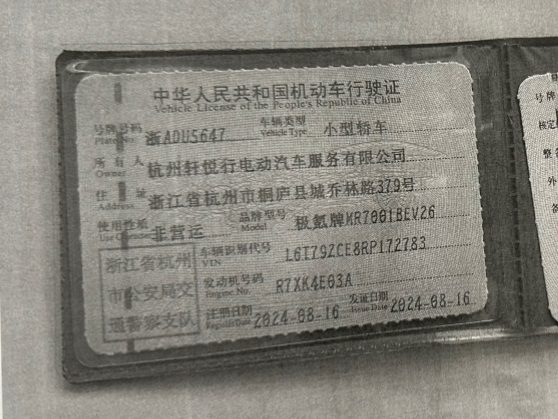 中华人民共和国机动车行驶证
Vehicle License of the People's Republic of China
号牌号码 浙ADU5647 车辆类型 小型轿车
Plate No. Vehicle Type
所有人 杭州轩悦行电动汽车服务有限公司
Owner
住址 浙江省杭州市桐庐县城乔林路379号
Address
使用性质 非营运 品牌型号 极氪牌MR7001BEV26
Use Character Model
浙江省杭州市公安局交通警察支队
车辆识别代号 L6T79ZCE8RP172783
VIN
发动机号码 R7XK4E03A
Engine No.
注册日期 2024-08-16 发证日期 2024-08-16
Register Date Issue Date
号牌
核定